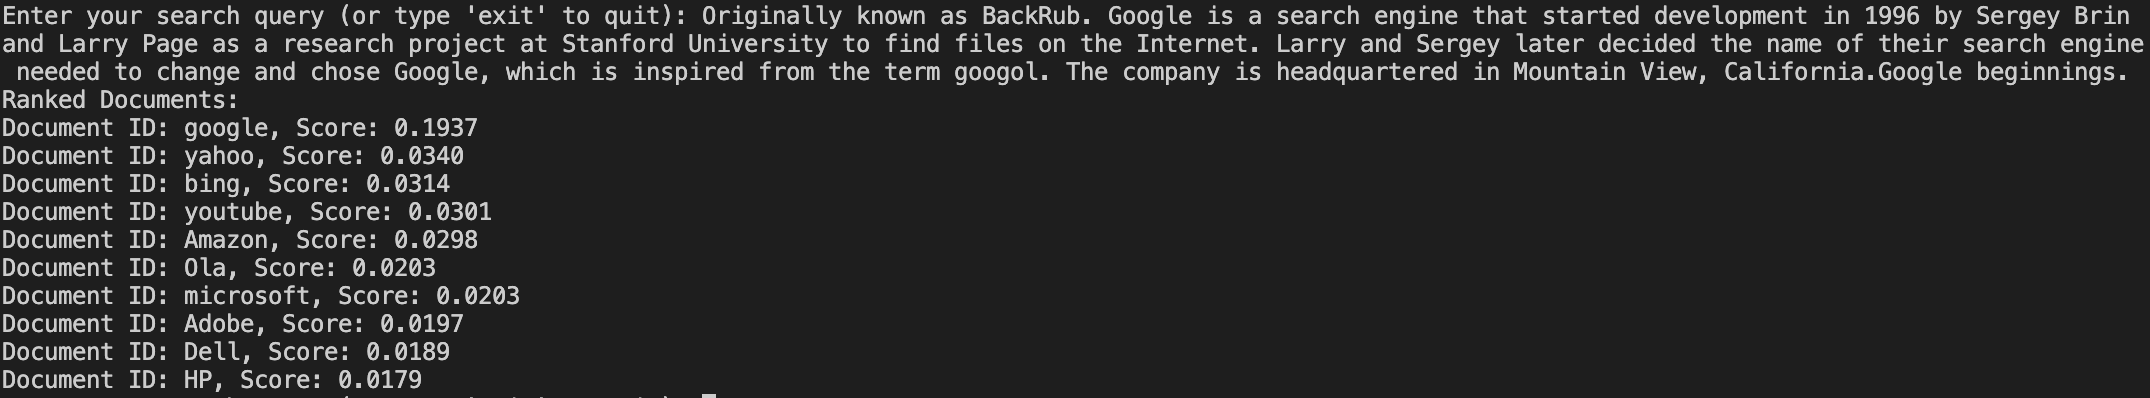 Enter your search query (or type 'exit' to quit): Originally known as BackRub. Google is a search engine that started development in 1996 by Sergey Brin
and Larry Page as a research project at Stanford University to find files on the Internet. Larry and Sergey later decided the name of their search engine
needed to change and chose Google, which is inspired from the term googol. The company is headquartered in Mountain View, California.Google beginnings.
Ranked Documents:
Document ID: google, Score: 0.1937
Document ID: yahoo, Score: 0.0340
Document ID: bing, Score: 0.0314
Document ID: youtube, Score: 0.0301
Document ID: Amazon, Score: 0.0298
Document ID: Ola, Score: 0.0203
Document ID: microsoft, Score: 0.0203
Document ID: Adobe, Score: 0.0197
Document ID: Dell, Score: 0.0189
Document ID: HP, Score: 0.0179